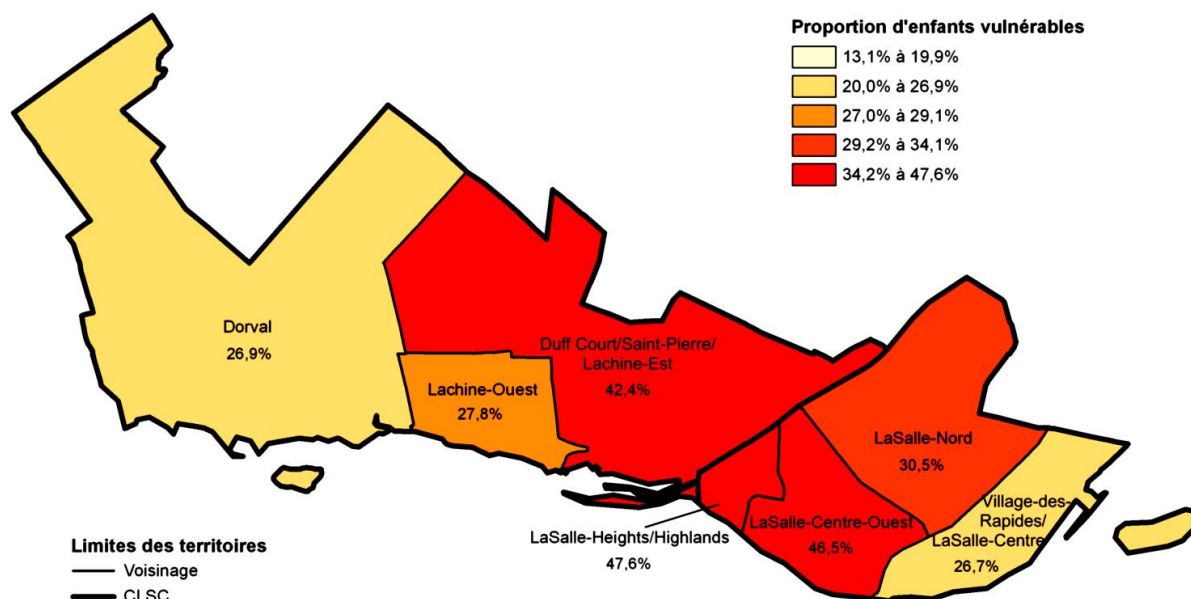 Proportion d'enfants vulnérables
13,1% à 19,9%
20,0% à 26,9%
27,0% à 29,1%
29,2% à 34,1%
34,2% à 47,6%
Dorval
26,9%
Duff Court/Saint-Pierre/
Lachine-Est
42,4%
Lachine-Ouest
27,8%
LaSalle-Nord
30,5%
LaSalle-Heights/Highlands
47,6%
LaSalle-Centre-Ouest
46,5%
Village-des-
Rapides/
LaSalle-Centre
26,7%
Limites des territoires
Voisinage
CLSC